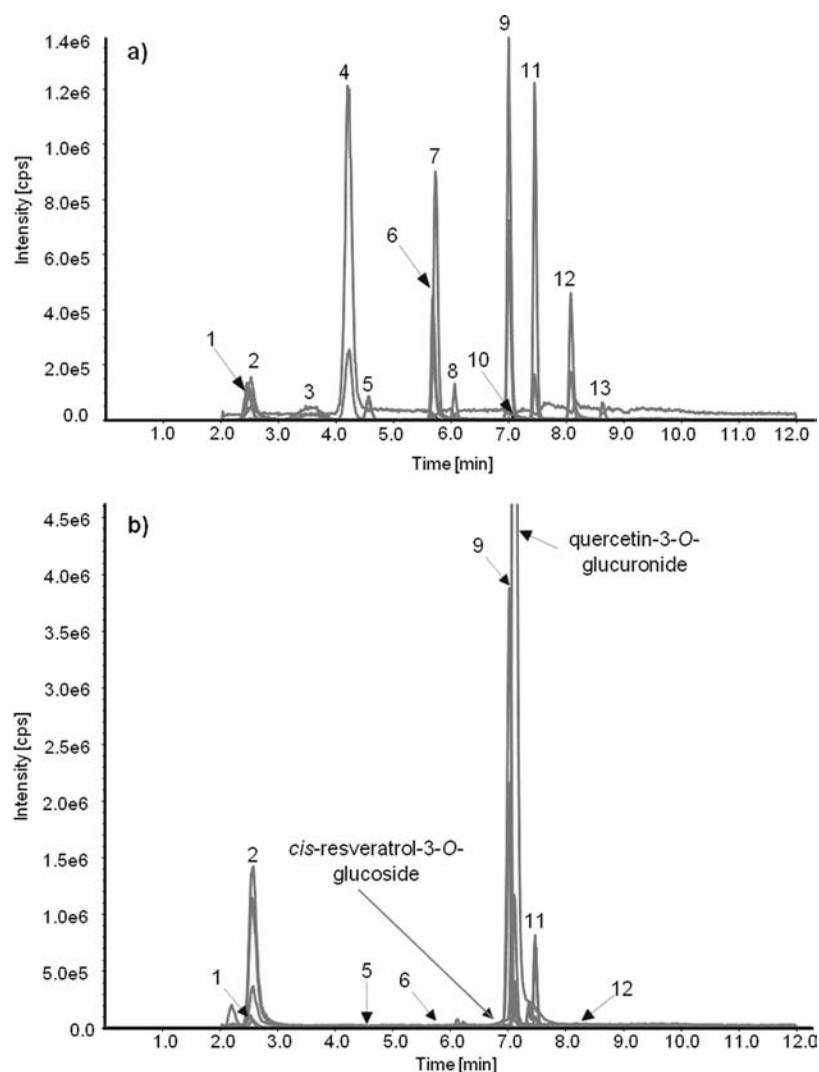 a)
Intensity [cps]
1.4e6
1.2e6
1.0e6
8.0e5
6.0e5
4.0e5
2.0e5
0.0
1
2
3
4
5
6
7
8
9
10
11
12
13
1.0 2.0 3.0 4.0 5.0 6.0 7.0 8.0 9.0 10.0 11.0 12.0
Time [min]
b)
Intensity [cps]
4.5e6
4.0e6
3.5e6
3.0e6
2.5e6
2.0e6
1.5e6
1.0e6
5.0e5
0.0
1
2
5
6
cis-resveratrol-3-O-
glucoside
9
quercetin-3-O-
glucuronide
11
12
1.0 2.0 3.0 4.0 5.0 6.0 7.0 8.0 9.0 10.0 11.0 12.0
Time [min]